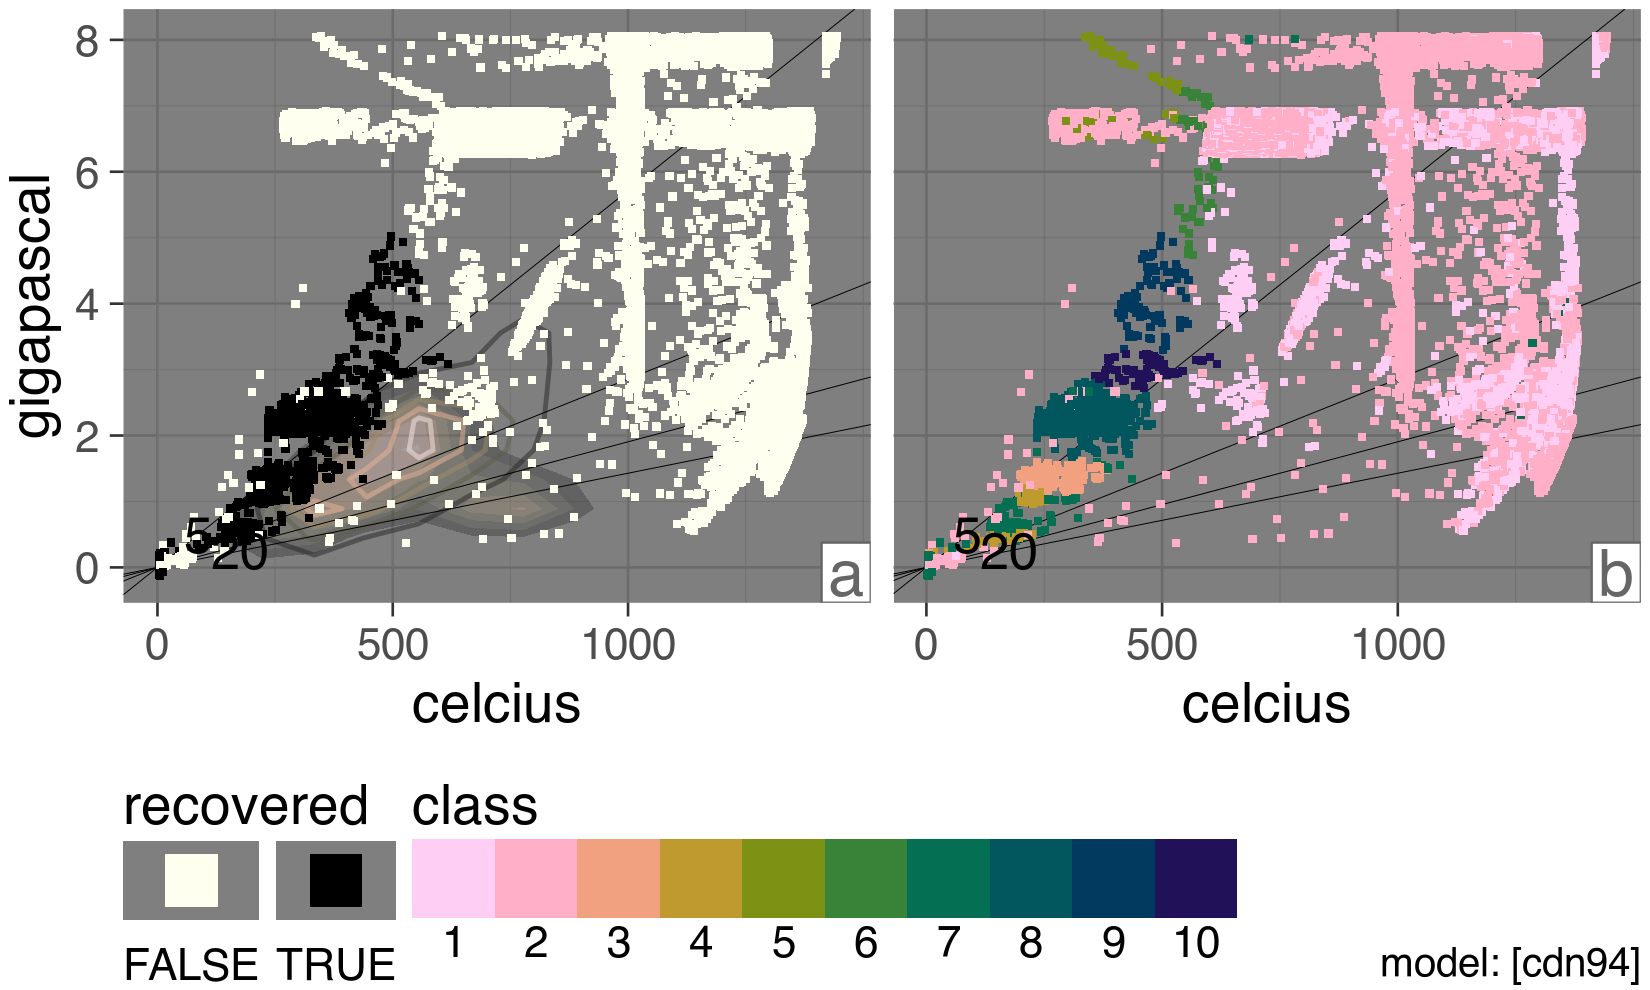 gigapascal
8
6
4
2
0
5
20
a
5
20
b
0 500 1000
0 500 1000
celcius
celcius
recovered
FALSE TRUE
class
1 2 3 4 5 6 7 8 9 10
model: [cdn94]